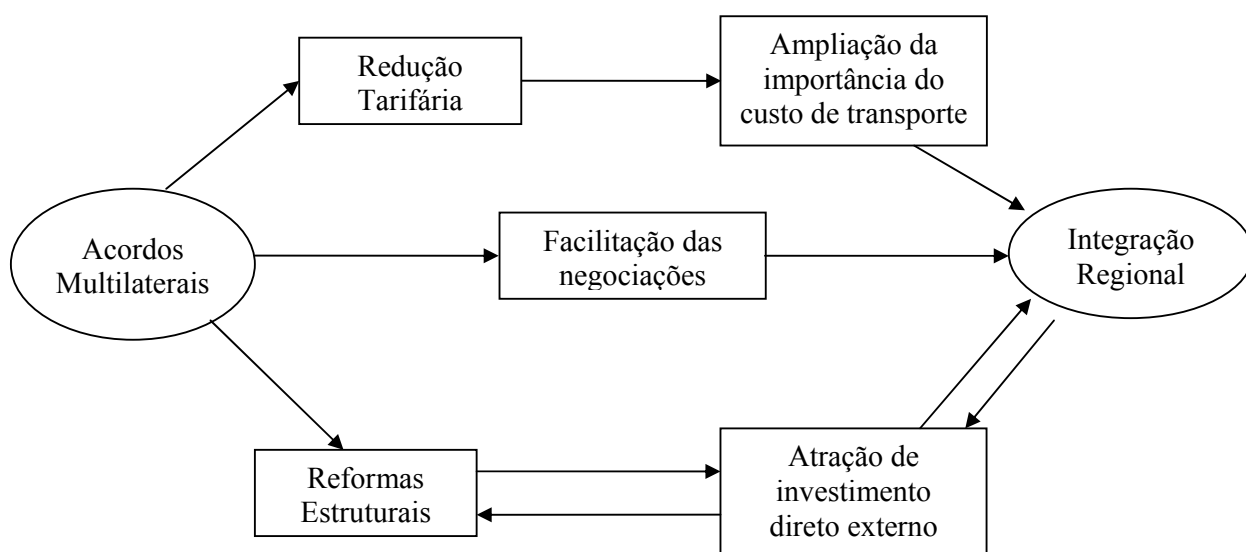 Redução
Tarifária
Ampliação da
importância do
custo de transporte
Acordos
Multilaterais
Facilitação das
negociações
Integração
Regional
Reformas
Estruturais
Atração de
investimento
direto externo